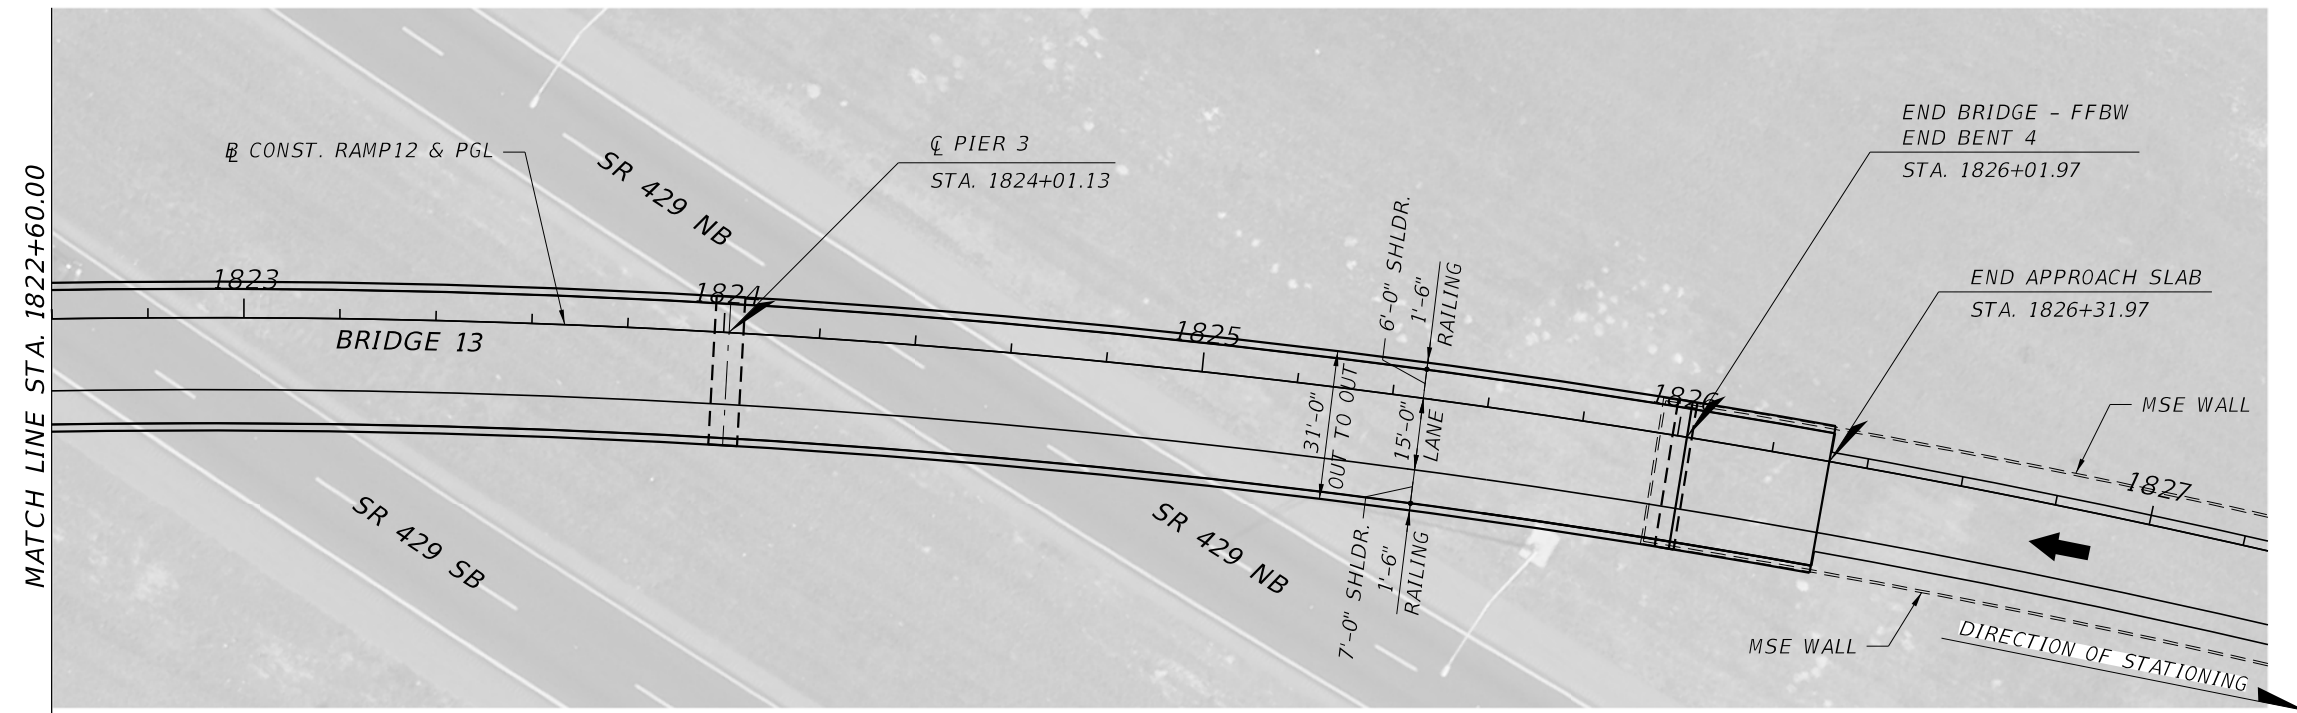 MATCH LINE STA. 1822+60.00
℄ CONST. RAMP12 & PGL
SR 429 NB
℄ PIER 3
STA. 1824+01.13
END BRIDGE - FFBW
END BENT 4
STA. 1826+01.97
END APPROACH SLAB
STA. 1826+31.97
1823
1824
1825
1826
1827
BRIDGE 13
6'-0" SHLDR.
1'-6"
RAILING
31'-0"
OUT TO OUT
15'-0"
LANE
7'-0" SHLDR.
1'-6"
RAILING
MSE WALL
SR 429 SB
SR 429 NB
MSE WALL
DIRECTION OF STATIONING